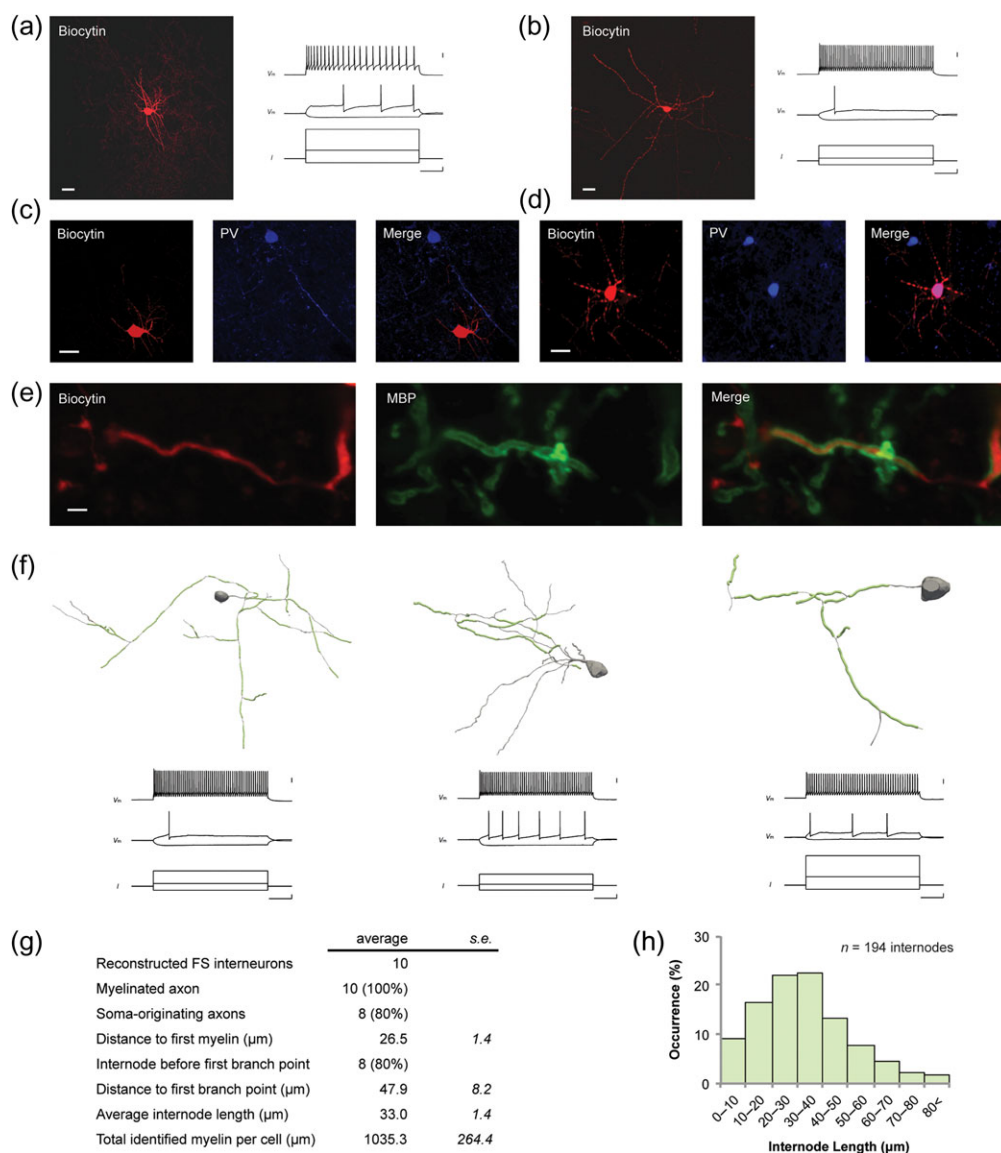 (a)
Biocytin
Vm
Vm
I
(b)
Biocytin
Vm
Vm
I
(c)
Biocytin
PV
Merge
(d)
Biocytin
PV
Merge
(e)
Biocytin
MBP
Merge
(f)
Vm
Vm
I
Vm
Vm
I
Vm
Vm
I
(g)
average s.e.
Reconstructed FS interneurons 10
Myelinated axon 10 (100%)
Soma-originating axons 8 (80%)
Distance to first myelin (μm) 26.5 1.4
Internode before first branch point 8 (80%)
Distance to first branch point (μm) 47.9 8.2
Average internode length (μm) 33.0 1.4
Total identified myelin per cell (μm) 1035.3 264.4
(h)
n = 194 internodes
Occurrence (%)
30
20
10
0
0–10
10–20
20–30
30–40
40–50
50–60
60–70
70–80
80<
Internode Length (μm)